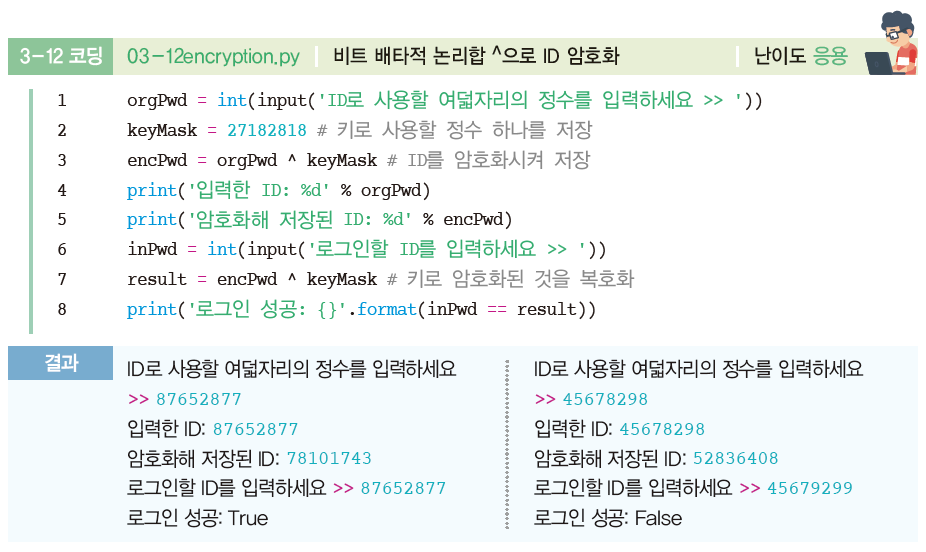 3-12 코딩 03-12encryption.py 비트 배타적 논리합 ^으로 ID 암호화 난이도 응용
1 orgPwd = int(input('ID로 사용할 여덟자리의 정수를 입력하세요 >> '))
2 keyMask = 27182818 # 키로 사용할 정수 하나를 저장
3 encPwd = orgPwd ^ keyMask # ID를 암호화시켜 저장
4 print('입력한 ID: %d' % orgPwd)
5 print('암호화해 저장된 ID: %d' % encPwd)
6 inPwd = int(input('로그인할 ID를 입력하세요 >> '))
7 result = encPwd ^ keyMask # 키로 암호화된 것을 복호화
8 print('로그인 성공: {}'.format(inPwd == result))
결과
ID로 사용할 여덟자리의 정수를 입력하세요
>> 87652877
입력한 ID: 87652877
암호화해 저장된 ID: 78101743
로그인할 ID를 입력하세요 >> 87652877
로그인 성공: True
ID로 사용할 여덟자리의 정수를 입력하세요
>> 45678298
입력한 ID: 45678298
암호화해 저장된 ID: 52836408
로그인할 ID를 입력하세요 >> 45679299
로그인 성공: False